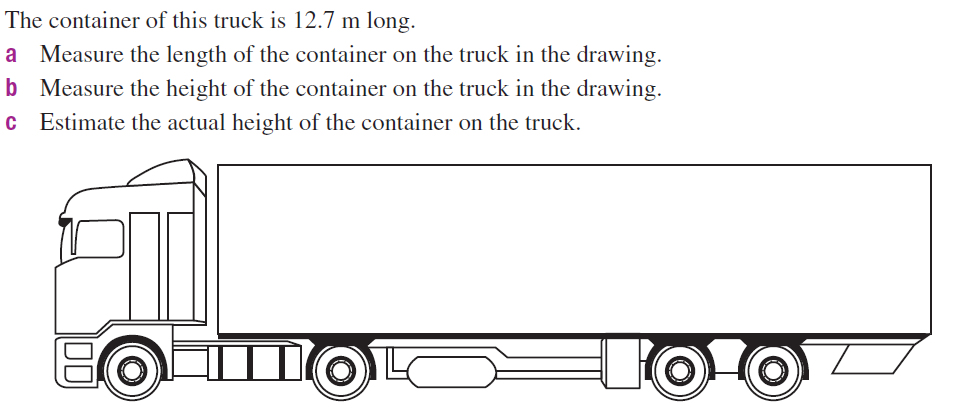 The container of this truck is 12.7 m long.
a Measure the length of the container on the truck in the drawing.
b Measure the height of the container on the truck in the drawing.
c Estimate the actual height of the container on the truck.